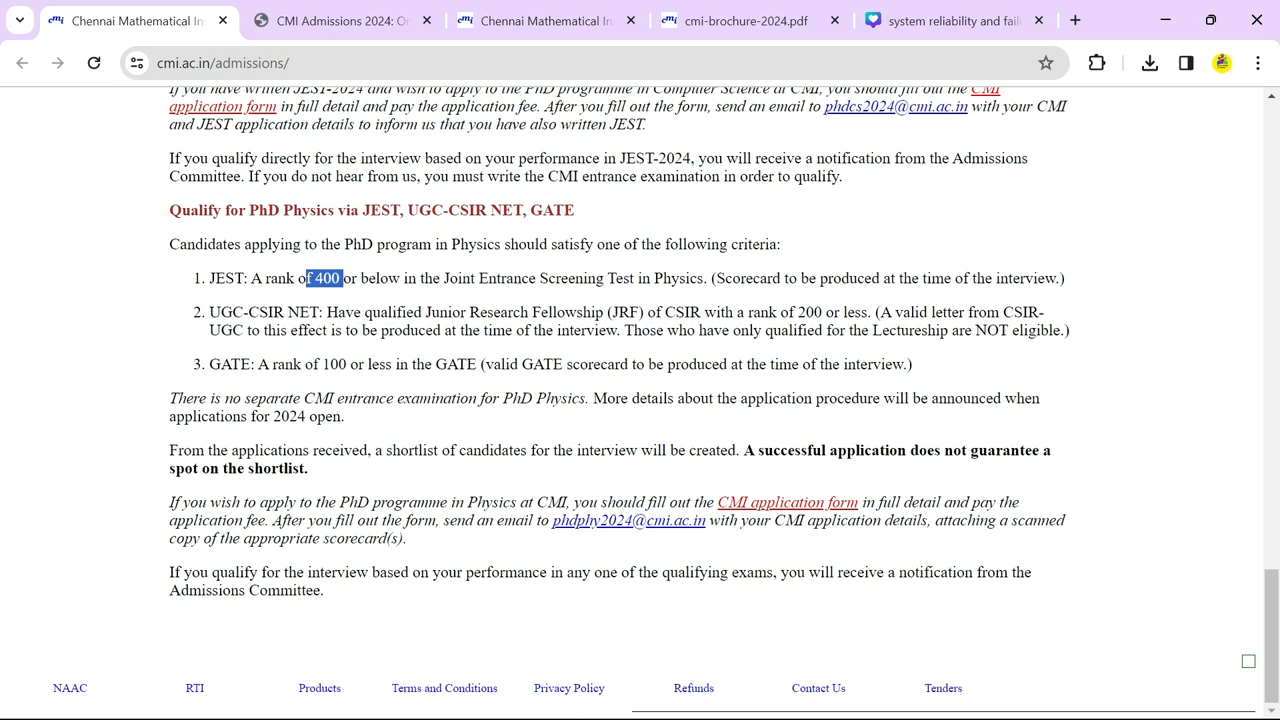 Chennai Mathematical In
CMI Admissions 2024: On
Chennai Mathematical In
cmi-brochure-2024.pdf
system reliability and faile
cmi.ac.in/admissions/
If you have written JEST-2024 and wish to apply to the PhD programme in Computer Science at CMI, you should fill out the CMI
application form in full detail and pay the application fee. After you fill out the form, send an email to phdcs2024@cmi.ac.in with your CMI
and JEST application details to inform us that you have also written JEST.
If you qualify directly for the interview based on your performance in JEST-2024, you will receive a notification from the Admissions
Committee. If you do not hear from us, you must write the CMI entrance examination in order to qualify.
Qualify for PhD Physics via JEST, UGC-CSIR NET, GATE
Candidates applying to the PhD program in Physics should satisfy one of the following criteria:
1. JEST: A rank of 400 or below in the Joint Entrance Screening Test in Physics. (Scorecard to be produced at the time of the interview.)
2. UGC-CSIR NET: Have qualified Junior Research Fellowship (JRF) of CSIR with a rank of 200 or less. (A valid letter from CSIR-
UGC to this effect is to be produced at the time of the interview. Those who have only qualified for the Lectureship are NOT eligible.)
3. GATE: A rank of 100 or less in the GATE (valid GATE scorecard to be produced at the time of the interview.)
There is no separate CMI entrance examination for PhD Physics. More details about the application procedure will be announced when
applications for 2024 open.
From the applications received, a shortlist of candidates for the interview will be created. A successful application does not guarantee a
spot on the shortlist.
If you wish to apply to the PhD programme in Physics at CMI, you should fill out the CMI application form in full detail and pay the
application fee. After you fill out the form, send an email to phdphy2024@cmi.ac.in with your CMI application details, attaching a scanned
copy of the appropriate scorecard(s).
If you qualify for the interview based on your performance in any one of the qualifying exams, you will receive a notification from the
Admissions Committee.
NAAC RTI Products Terms and Conditions Privacy Policy Refunds Contact Us Tenders